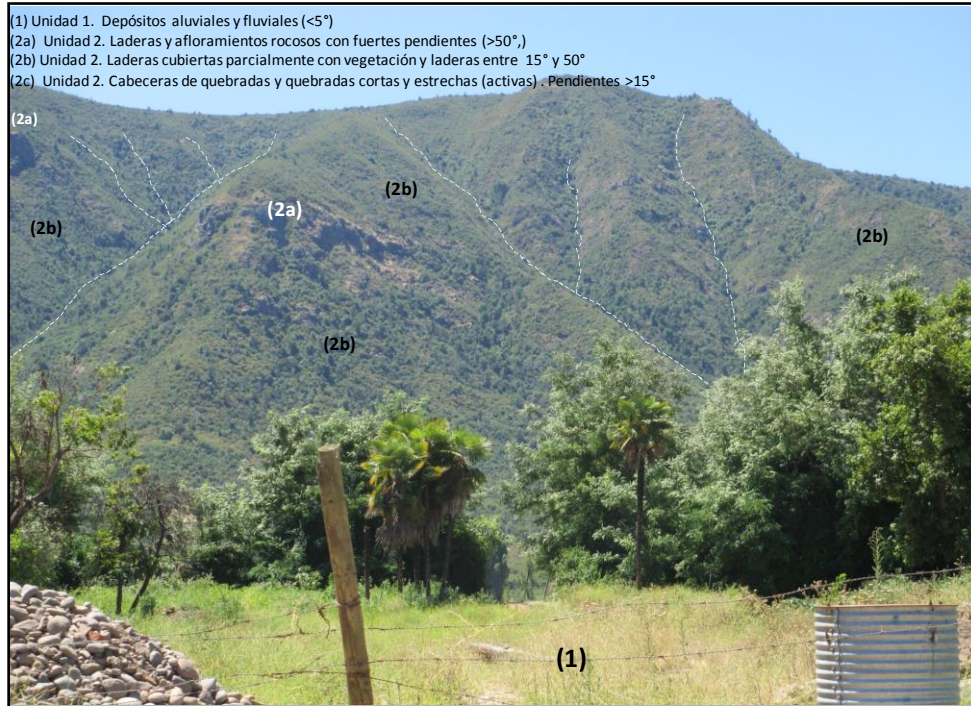 (1) Unidad 1. Depósitos aluviales y fluviales (<5°)
(2a) Unidad 2. Laderas y afloramientos rocosos con fuertes pendientes (>50°,)
(2b) Unidad 2. Laderas cubiertas parcialmente con vegetación y laderas entre 15° y 50°
(2c) Unidad 2. Cabeceras de quebradas y quebradas cortas y estrechas (activas) . Pendientes >15°
(2a)
(2b)
(2a)
(2b)
(2b)
(2b)
(1)